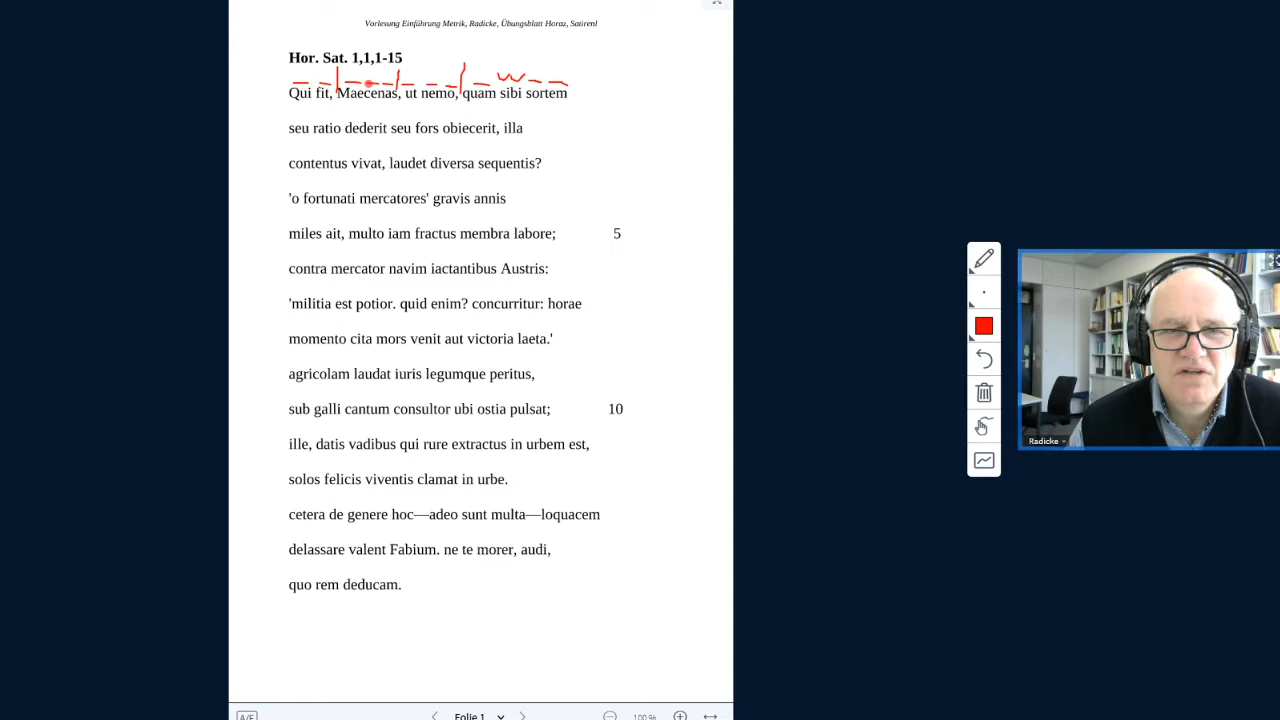 Vorlesung Einführung Metrik, Radicke, Übungsblatt Horaz, SatirenI
Hor. Sat. 1,1,1-15
Qui fit, Maecenas, ut nemo, quam sibi sortem
seu ratio dederit seu fors obiecerit, illa
contentus vivat, laudet diversa sequentis?
'o fortunati mercatores' gravis annis
miles ait, multo iam fractus membra labore; 5
contra mercator navim iactantibus Austris:
'militia est potior. quid enim? concurritur: horae
momento cita mors venit aut victoria laeta.'
agricolam laudat iuris legumque peritus,
sub galli cantum consultor ubi ostia pulsat; 10
ille, datis vadibus qui rure extractus in urbem est,
solos felicis viventis clamat in urbe.
cetera de genere hoc—adeo sunt multa—loquacem
delassare valent Fabium. ne te morer, audi,
quo rem deducam.
Radicke
A/F
Folie 1
100 %